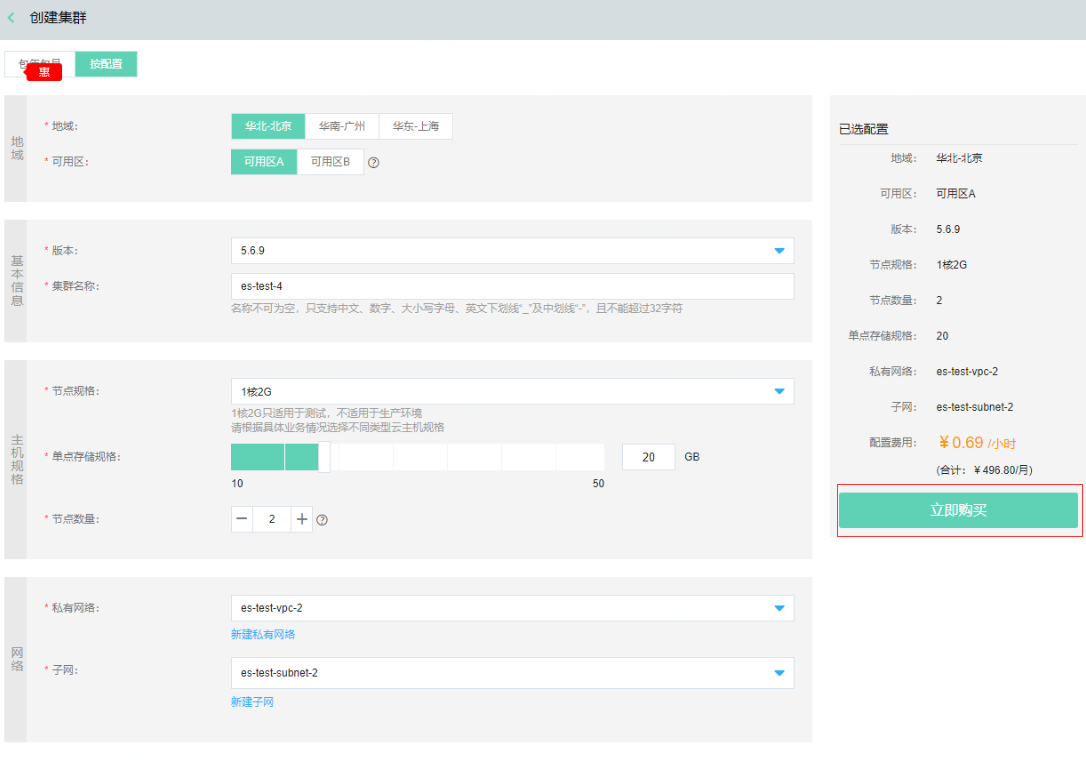 创建集群
惠
按配置
地域
* 地域:
华北-北京
华南-广州
华东-上海
* 可用区:
可用区A
可用区B
基本信息
* 版本:
5.6.9
* 集群名称:
es-test-4
名称不可为空，只支持中文、数字、大小写字母、英文下划线“_”及中划线“-”，且不能超过32字符
主机规格
* 节点规格:
1核2G
1核2G只适用于测试，不适用于生产环境
请根据具体业务情况选择不同类型云主机规格
* 单点存储规格:
20
GB
10
50
* 节点数量:
2
网络
* 私有网络:
es-test-vpc-2
新建私有网络
* 子网:
es-test-subnet-2
新建子网
已选配置
地域: 华北-北京
可用区: 可用区A
版本: 5.6.9
节点规格: 1核2G
节点数量: 2
单点存储规格: 20
私有网络: es-test-vpc-2
子网: es-test-subnet-2
配置费用: ¥ 0.69 /小时
(合计: ¥ 496.80/月)
立即购买